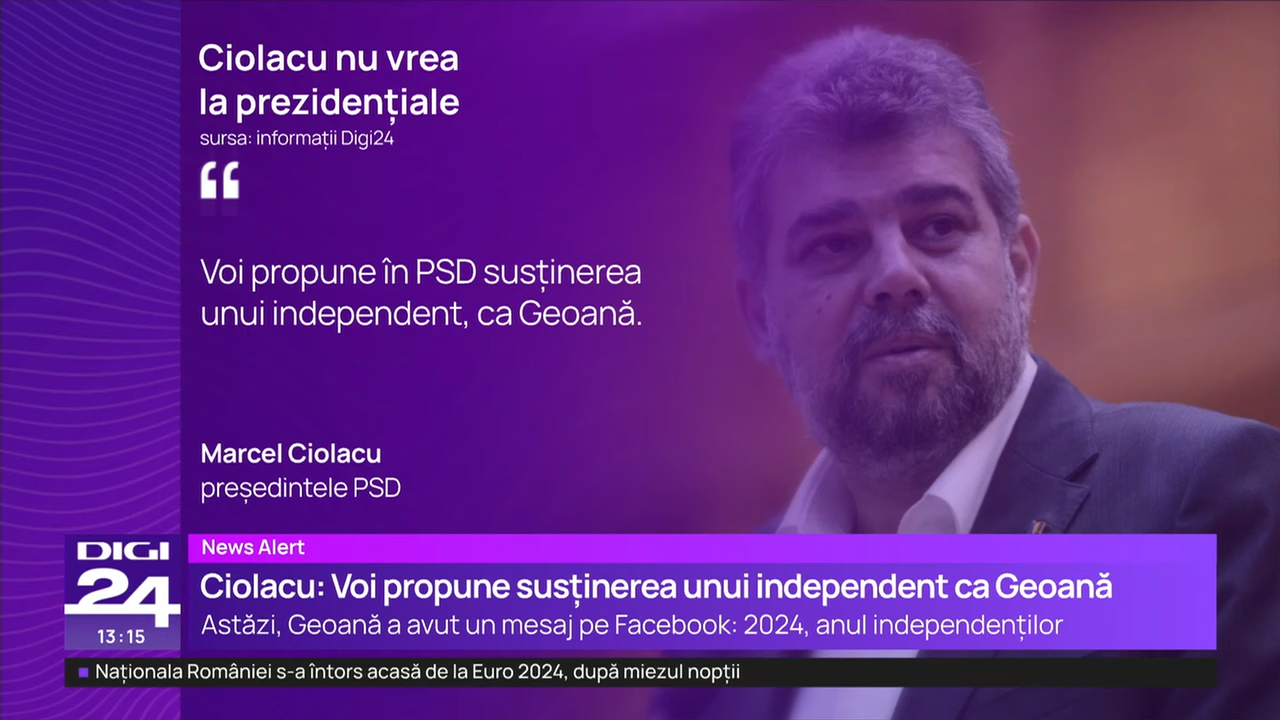 Ciolacu nu vrea
la prezidențiale
sursa: informații Digi24
“
Voi propune în PSD susținerea
unui independent, ca Geoană.
Marcel Ciolacu
președintele PSD
DIGI
24
13:15
News Alert
Ciolacu: Voi propune susținerea unui independent ca Geoană
Astăzi, Geoană a avut un mesaj pe Facebook: 2024, anul independenților
Naționala României s-a întors acasă de la Euro 2024, după miezul nopții